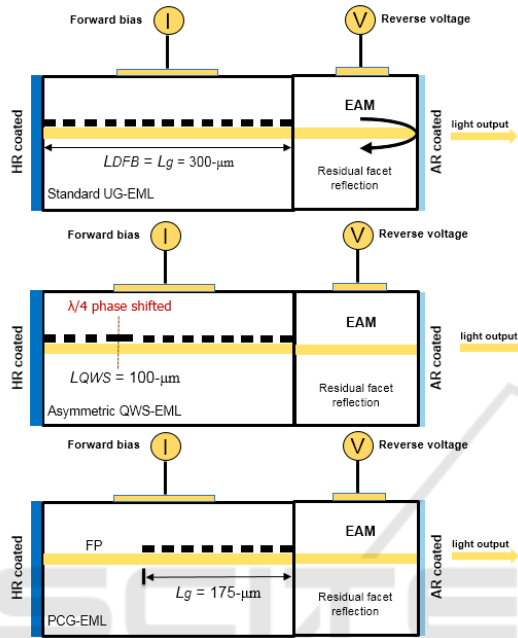 Forward bias
I
V
Reverse voltage
HR coated
EAM
AR coated
light output
LDFB = Lg = 300-µm
Residual facet
reflection
Standard UG-EML
Forward bias
I
V
Reverse voltage
HR coated
λ/4 phase shifted
EAM
AR coated
light output
LQWS = 100-µm
Residual facet
reflection
Asymmetric QWS-EML
Forward bias
I
V
Reverse voltage
HR coated
FP
EAM
AR coated
light output
Lg = 175-µm
Residual facet
reflection
PCG-EML
SCITE